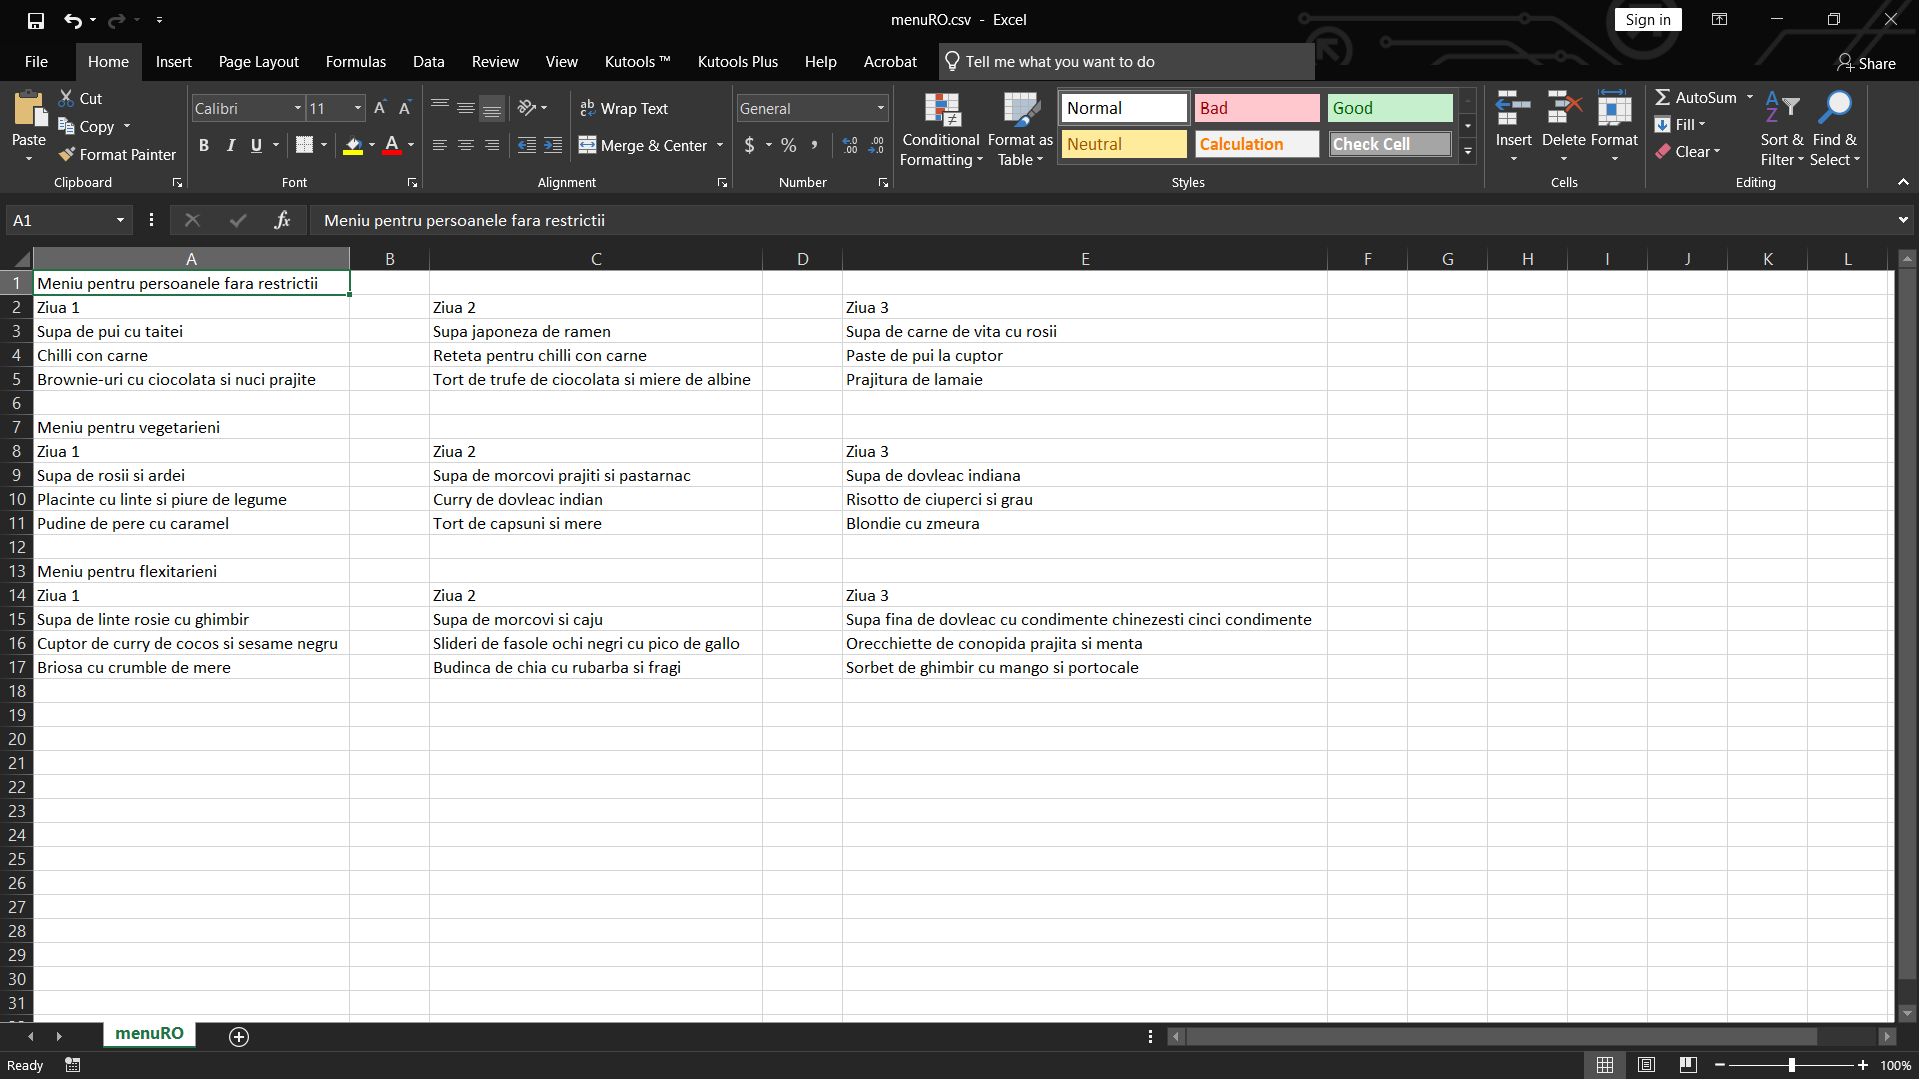 menuRO.csv - Excel
Sign in
File Home Insert Page Layout Formulas Data Review View Kutools ™ Kutools Plus Help Acrobat Tell me what you want to do Share
Paste Cut Copy Format Painter Clipboard
Calibri 11 B I U A Font
Wrap Text Merge & Center Alignment
General $ % , Number
Conditional Formatting Format as Table
Normal Bad Good
Neutral Calculation Check Cell
Styles
Insert Delete Format Cells
AutoSum Fill Clear Sort & Filter Find & Select Editing
A1 fx Meniu pentru persoanele fara restrictii
A B C D E F G H I J K L
1 Meniu pentru persoanele fara restrictii
2 Ziua 1 Ziua 2 Ziua 3
3 Supa de pui cu taitei Supa japoneza de ramen Supa de carne de vita cu rosii
4 Chilli con carne Reteta pentru chilli con carne Paste de pui la cuptor
5 Brownie-uri cu ciocolata si nuci prajite Tort de trufe de ciocolata si miere de albine Prajitura de lamaie
6
7 Meniu pentru vegetarieni
8 Ziua 1 Ziua 2 Ziua 3
9 Supa de rosii si ardei Supa de morcovi prajiti si pastarnac Supa de dovleac indiana
10 Placinte cu linte si piure de legume Curry de dovleac indian Risotto de ciuperci si grau
11 Pudine de pere cu caramel Tort de capsuni si mere Blondie cu zmeura
12
13 Meniu pentru flexitarieni
14 Ziua 1 Ziua 2 Ziua 3
15 Supa de linte rosie cu ghimbir Supa de morcovi si caju Supa fina de dovleac cu condimente chinezesti cinci condimente
16 Cuptor de curry de cocos si sesame negru Slideri de fasole ochi negri cu pico de gallo Orecchiette de conopida prajita si menta
17 Briosa cu crumble de mere Budinca de chia cu rubarba si fragi Sorbet de ghimbir cu mango si portocale
18
19
20
21
22
23
24
25
26
27
28
29
30
31
menuRO
Ready 100%